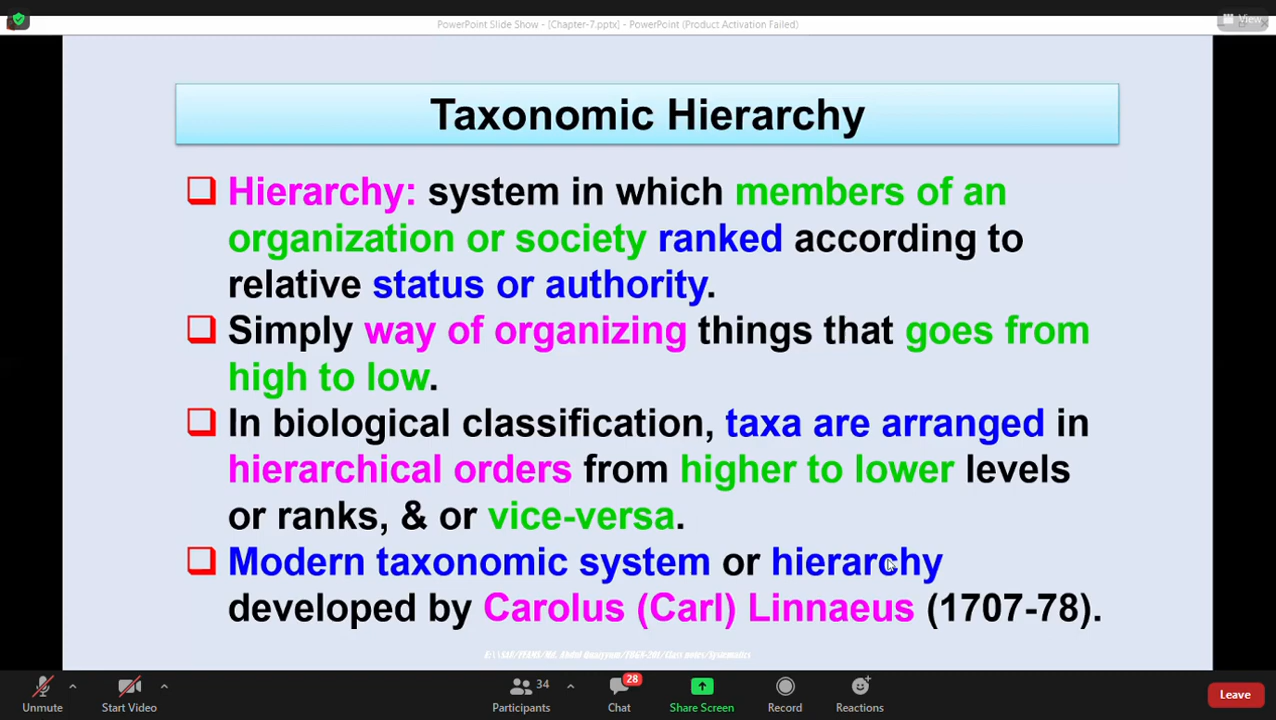 PowerPoint Slide Show - [Chapter-7.pptx] - PowerPoint (Product Activation Failed)
View
Taxonomic Hierarchy
Hierarchy: system in which members of an
organization or society ranked according to
relative status or authority.
Simply way of organizing things that goes from
high to low.
In biological classification, taxa are arranged in
hierarchical orders from higher to lower levels
or ranks, & or vice-versa.
Modern taxonomic system or hierarchy
developed by Carolus (Carl) Linnaeus (1707-78).
34
28
Unmute
Start Video
Participants
Chat
Share Screen
Record
Reactions
Leave